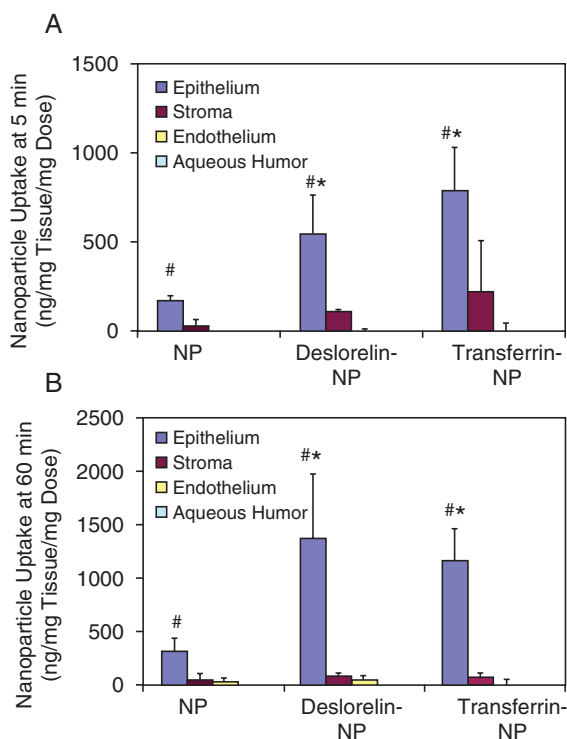 A
Nanoparticle Uptake at 5 min
(ng/mg Tissue/mg Dose)
1500
1000
500
0
Epithelium
Stroma
Endothelium
Aqueous Humor
#
#*
#*
NP
Deslorelin-
NP
Transferrin-
NP
B
Nanoparticle Uptake at 60 min
(ng/mg Tissue/mg Dose)
2500
2000
1500
1000
500
0
Epithelium
Stroma
Endothelium
Aqueous Humor
#
#*
#*
NP
Deslorelin-
NP
Transferrin-
NP